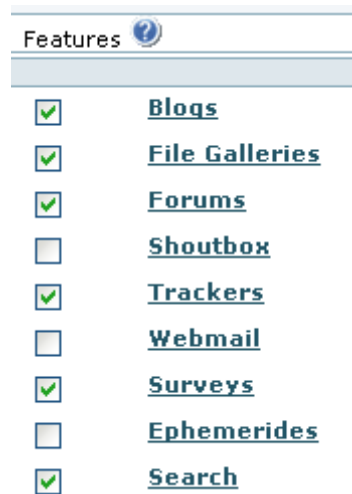 Features ?
Blogs
File Galleries
Forums
Shoutbox
Trackers
Webmail
Surveys
Ephemerides
Search